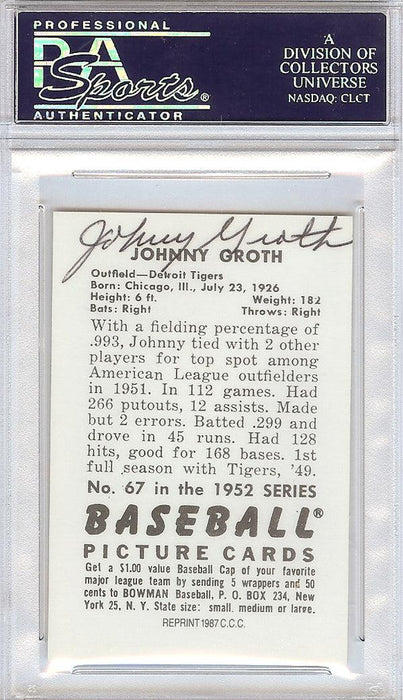 PROFESSIONAL
PSA
Sports®
AUTHENTICATOR
A
DIVISION OF
COLLECTORS
UNIVERSE
NASDAQ: CLCT
Johnny Groth
JOHNNY GROTH
Outfield—Detroit Tigers
Born: Chicago, Ill., July 23, 1926
Height: 6 ft. Weight: 182
Bats: Right Throws: Right
With a fielding percentage of
.993, Johnny tied with 2 other
players for top spot among
American League outfielders
in 1951. In 112 games. Had
266 putouts, 12 assists. Made
but 2 errors. Batted .299 and
drove in 45 runs. Had 128
hits, good for 168 bases. 1st
full season with Tigers, '49.
No. 67 in the 1952 SERIES
BASEBALL®
PICTURE CARDS
Get a $1.00 value Baseball Cap of your favorite
major league team by sending 5 wrappers and 50
cents to BOWMAN Baseball, P. O. BOX 234, New
York 25, N. Y. State size: small, medium or large.
REPRINT 1987 C.C.C.